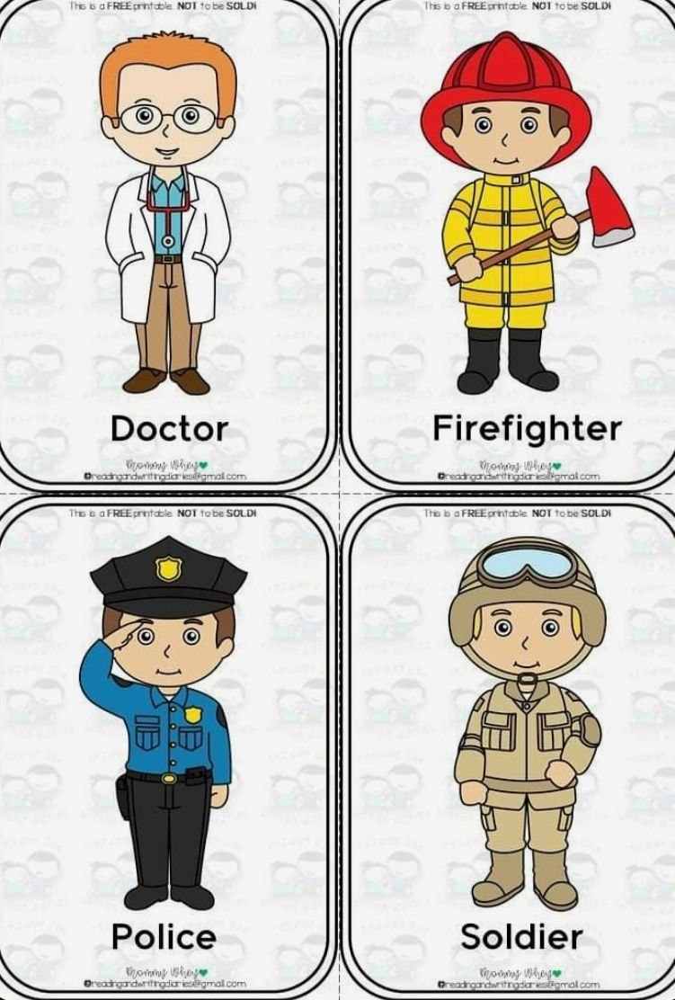 This is a FREE printable. NOT to be SOLD!
This is a FREE printable. NOT to be SOLD!
Doctor
Firefighter
Mommy Whey
readingandwritingdiaries@gmail.com
Mommy Whey
readingandwritingdiaries@gmail.com
This is a FREE printable. NOT to be SOLD!
This is a FREE printable. NOT to be SOLD!
Police
Soldier
Mommy Whey
readingandwritingdiaries@gmail.com
Mommy Whey
readingandwritingdiaries@gmail.com